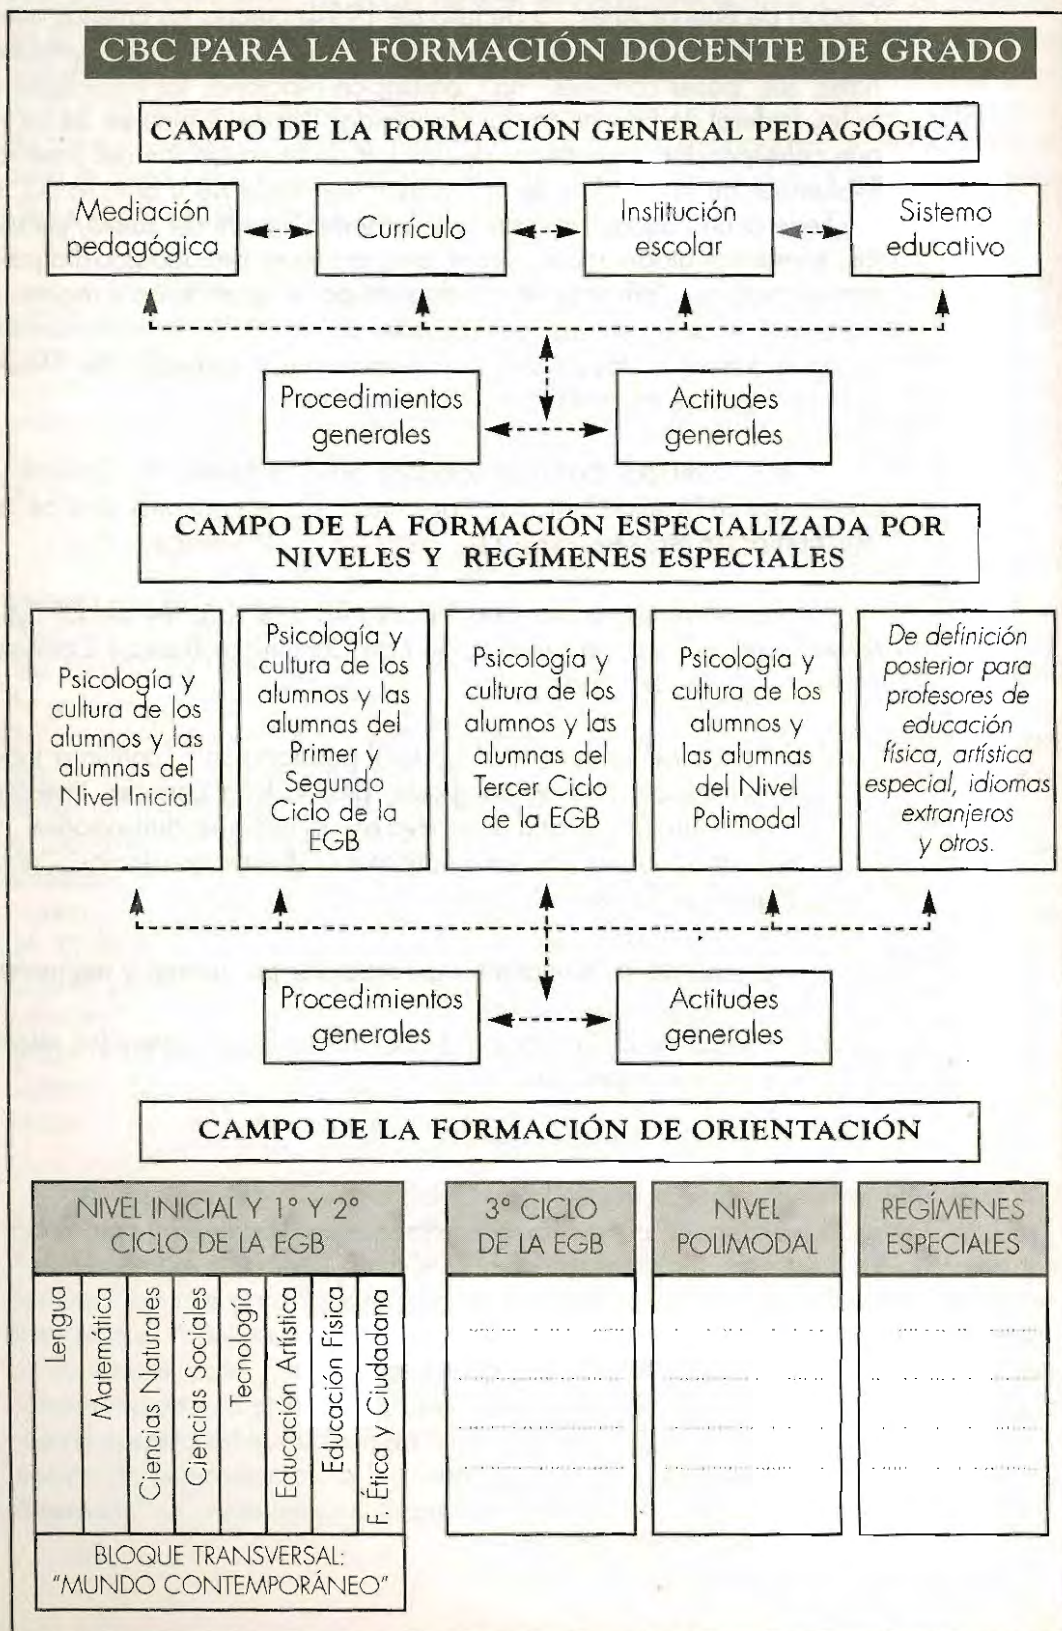 CBC PARA LA FORMACIÓN DOCENTE DE GRADO
CAMPO DE LA FORMACIÓN GENERAL PEDAGÓGICA
Mediación
pedagógica
Currículo
Institución
escolar
Sistemo
educativo
Procedimientos
generales
Actitudes
generales
CAMPO DE LA FORMACIÓN ESPECIALIZADA POR
NIVELES Y REGÍMENES ESPECIALES
Psicología y
cultura de los
alumnos y las
alumnas del
Nivel Inicial
Psicología y
cultura de los
alumnos y las
alumnas del
Primer y
Segundo
Ciclo de la
EGB
Psicología y
cultura de los
alumnos y las
alumnas del
Tercer Ciclo
de la EGB
Psicología y
cultura de los
alumnos y
las alumnas
del Nivel
Polimodal
De definición
posterior para
profesores de
educación
física, artística
especial, idiomas
extranjeros
y otros.
Procedimientos
generales
Actitudes
generales
CAMPO DE LA FORMACIÓN DE ORIENTACIÓN
NIVEL INICIAL Y 1° Y 2°
CICLO DE LA EGB
Lengua
Matemática
Ciencias Naturales
Ciencias Sociales
Tecnología
Educación Artística
Educación Física
F. Ética y Ciudadana
BLOQUE TRANSVERSAL:
"MUNDO CONTEMPORÁNEO"
3° CICLO
DE LA EGB
NIVEL
POLIMODAL
REGÍMENES
ESPECIALES